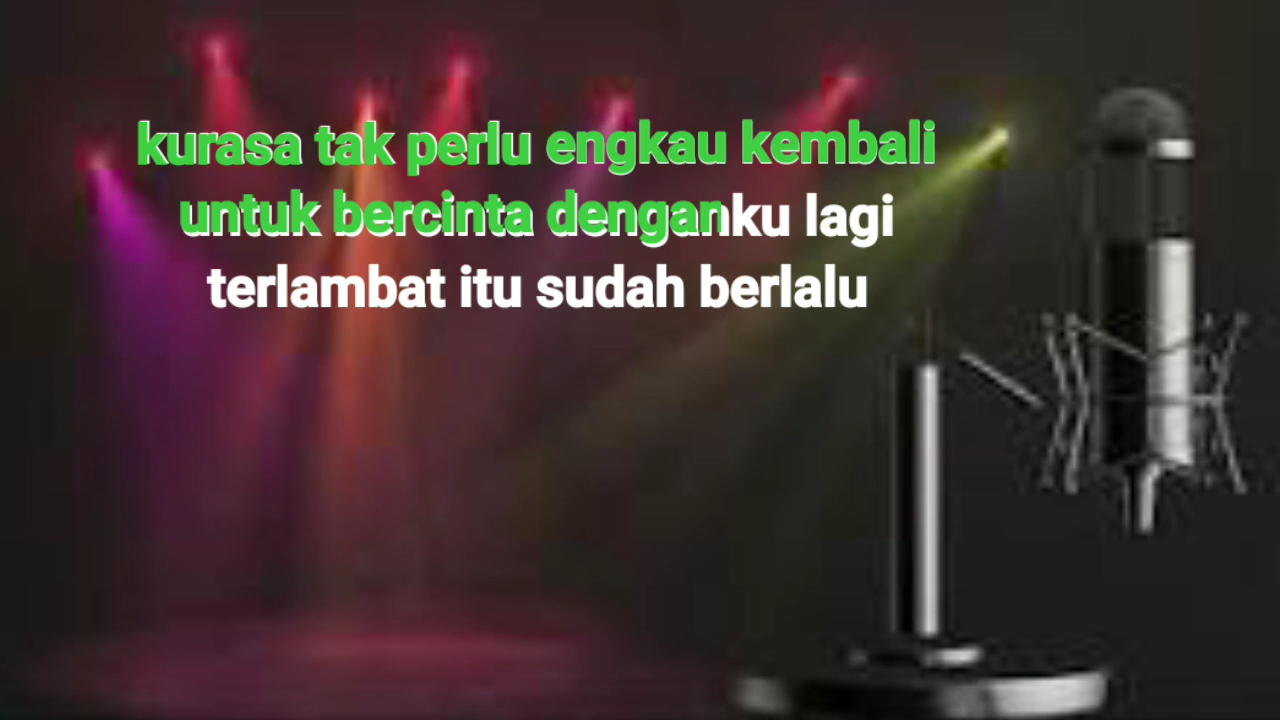 kurasa tak perlu engkau kembali
untuk bercinta denganku lagi
terlambat itu sudah berlalu